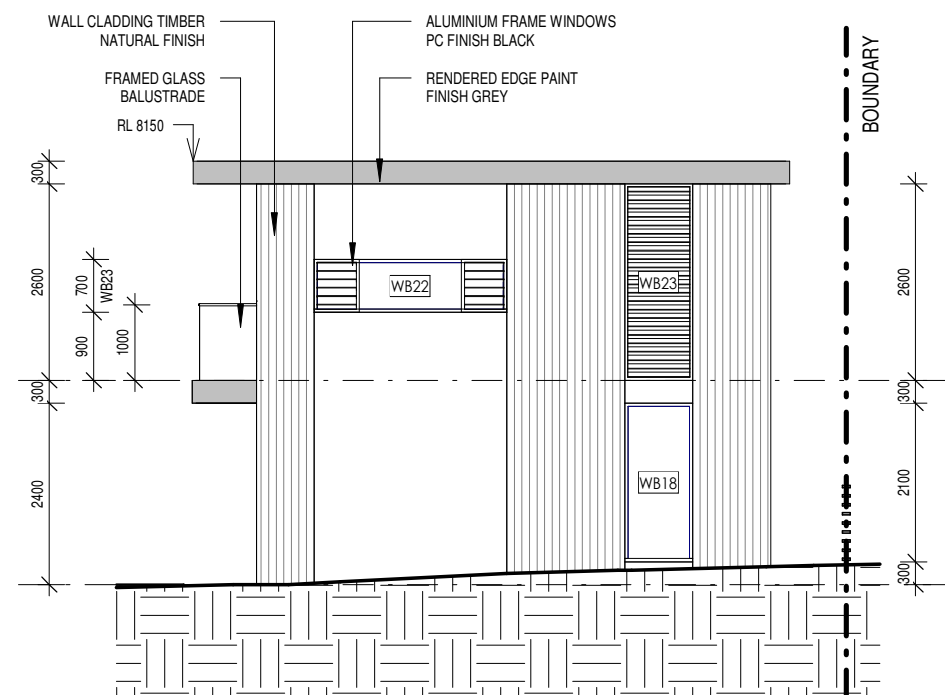 WALL CLADDING TIMBER
NATURAL FINISH
FRAMED GLASS
BALUSTRADE
RL 8150
ALUMINIUM FRAME WINDOWS
PC FINISH BLACK
RENDERED EDGE PAINT
FINISH GREY
BOUNDARY
300
2600
300
2400
700
WB23
900
1000
WB22
WB23
WB18
2600
300
2100
300